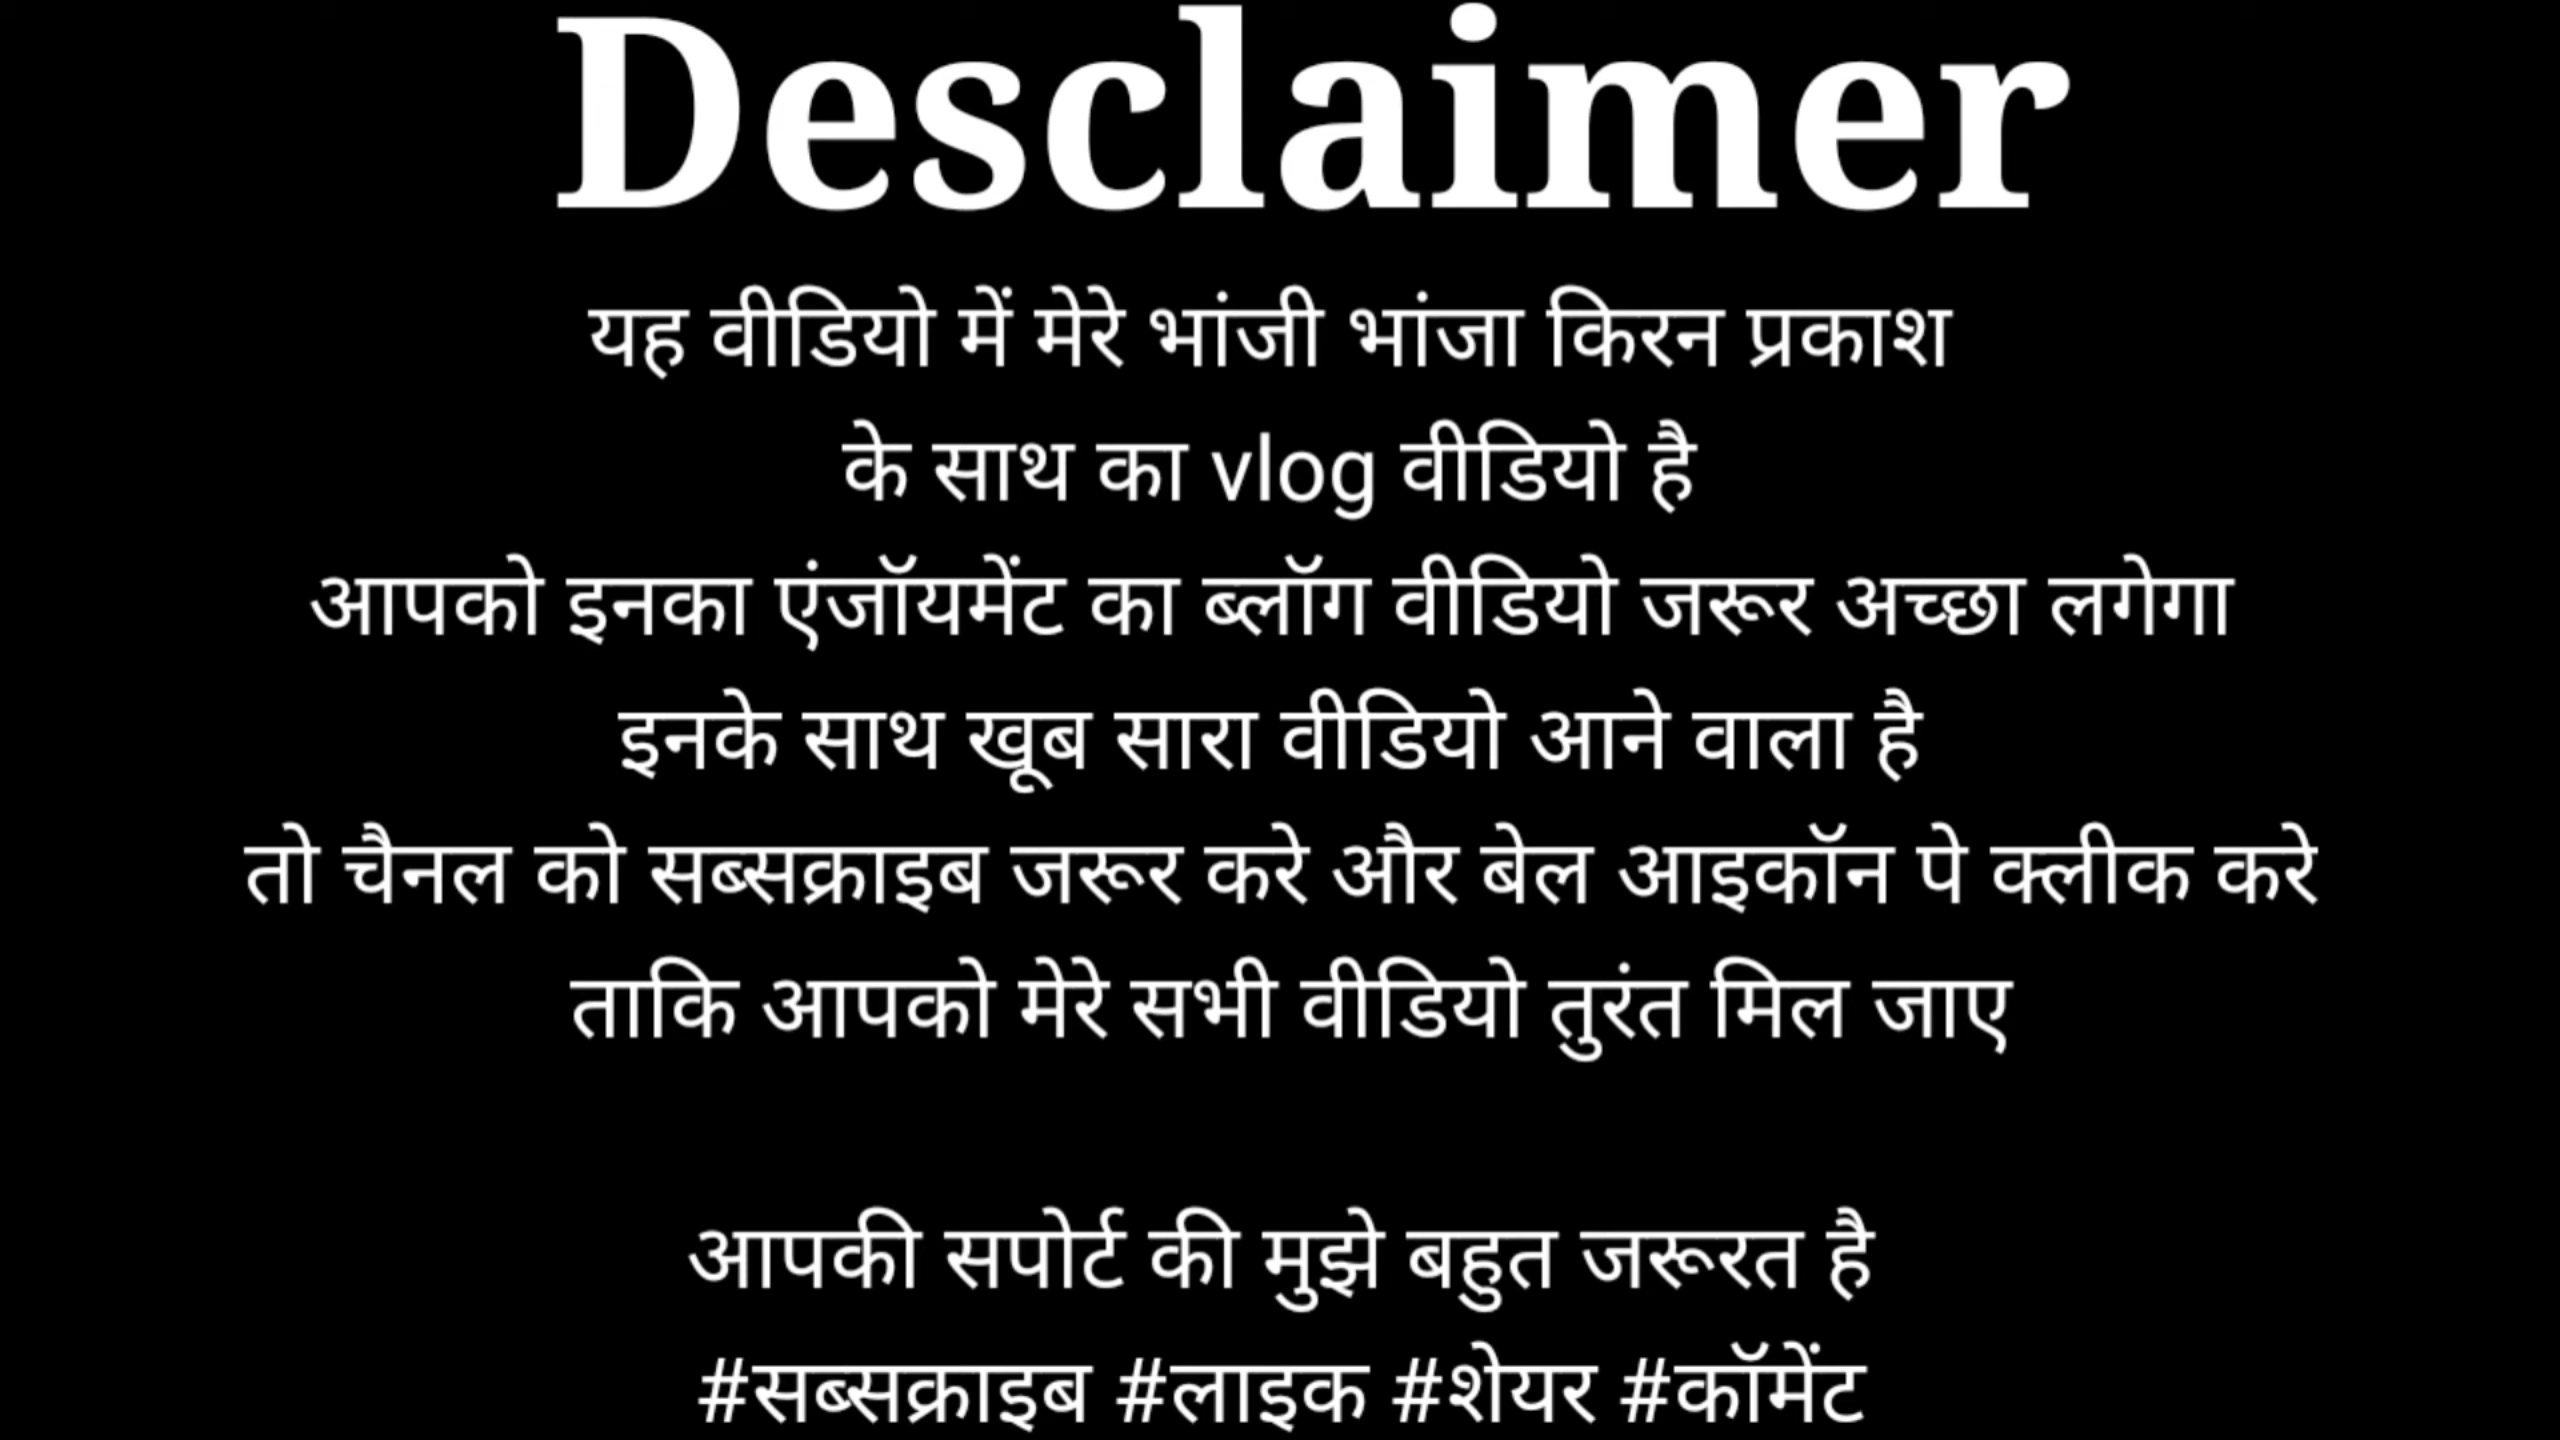 Desclaimer
यह वीडियो में मेरे भांजी भांजा किरन प्रकाश
के साथ का vlog वीडियो है
आपको इनका एंजॉयमेंट का ब्लॉग वीडियो जरूर अच्छा लगेगा
इनके साथ खूब सारा वीडियो आने वाला है
तो चैनल को सब्सक्राइब जरूर करे और बेल आइकॉन पे क्लीक करे
ताकि आपको मेरे सभी वीडियो तुरंत मिल जाए
आपकी सपोर्ट की मुझे बहुत जरूरत है
#सब्सक्राइब #लाइक #शेयर #कॉमेंट